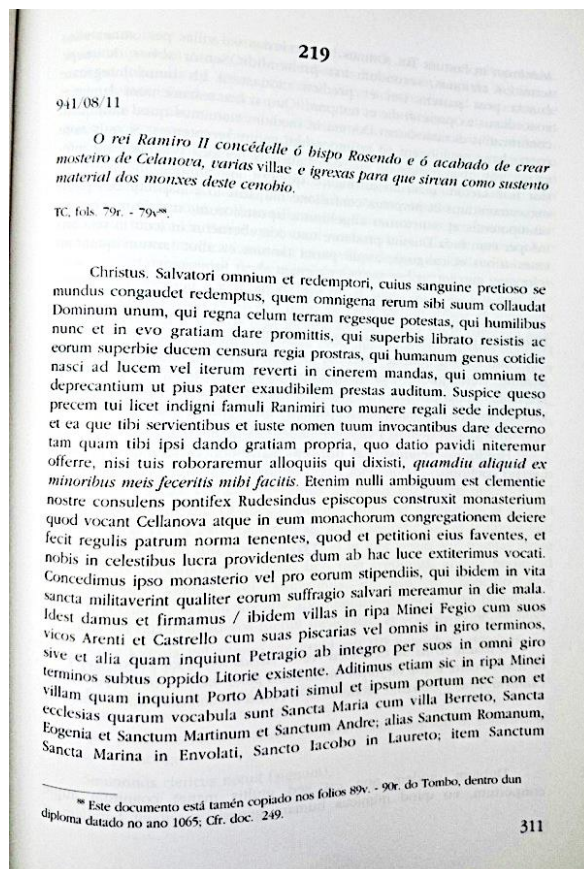 219
941/08/11
O rei Ramiro II concédelle ó bispo Rosendo e ó acabado de crear
mosteiro de Celanova, varias villae e igrexas para que sirvan como sustento
material dos monxes deste cenobio.
TC, fols. 79r. - 79v⁹⁸.
Christus. Salvatori omnium et redemptori, cuius sanguine pretioso se
mundus congaudet redemptus, quem omnigena rerum sibi suum collaudat
Dominum unum, qui regna celum terram regesque potestas, qui humilibus
nunc et in evo gratiam dare promittis, qui superbis librato resistis ac
eorum superbie ducem censura regia prostras, qui humanum genus cotidie
nasci ad lucem vel iterum reverti in cinerem mandas, qui omnium te
deprecantium ut pius pater exaudibilem prestas auditum. Suspice queso
precem tui licet indigni famuli Ranimiri tuo munere regali sede indeptus,
et ea que tibi servientibus et iuste nomen tuum invocantibus dare decerno
tam quam tibi ipsi dando gratiam propria, quo datio pavidi niteremur
offerre, nisi tuis roboraremur alloquiis qui dixisti, quamdiu aliquid ex
minoribus meis feceritis mihi facitis. Etenim nulli ambiguum est clementie
nostre consulens pontifex Rudesindus episcopus construxit monasterium
quod vocant Cellanova atque in eum monachorum congregationem deiere
fecit regulis patrum norma tenentes, quod et petitioni eius faventes, et
nobis in celestibus lucra providentes dum ab hac luce extiterimus vocati.
Concedimus ipso monasterio vel pro eorum stipendiis, qui ibidem in vita
sancta militaverint qualiter eorum suffragio salvari mereamur in die mala.
Idest damus et firmamus / ibidem villas in ripa Minei Fegio cum suos
vicos Arenti et Castrello cum suas piscarias vel omnis in giro terminos,
sive et alia quam inquiunt Petragio ab integro per suos in omni giro
terminos subtus oppido Litorie existente. Aditimus etiam sic in ripa Minei
villam quam inquiunt Porto Abbati simul et ipsum portum nec non et
ecclesias quarum vocabula sunt Sancta Maria cum villa Berreto, Sancta
Eogenia et Sanctum Martinum et Sanctum Andre; alias Sanctum Romanum,
Sancta Marina in Envolati, Sancto Iacobo in Laureto; item Sanctum
Este documento está tamén copiado nos folios 89v. - 90r. do Tombo, dentro dun
diploma datado no ano 1065; Cfr. doc. 249.
311